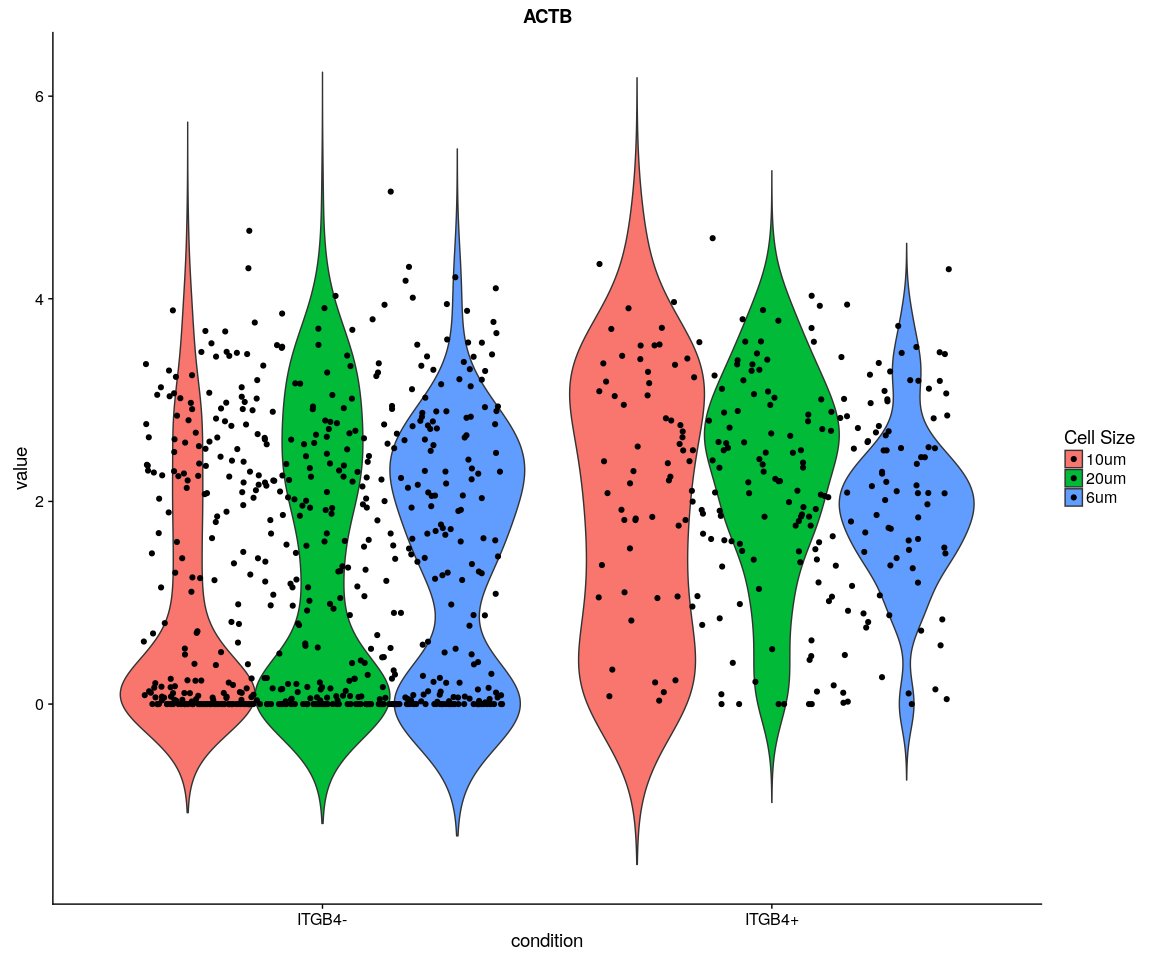 ACTB
6
4
2
0
value
ITGB4-
ITGB4+
condition
Cell Size
10um
20um
6um